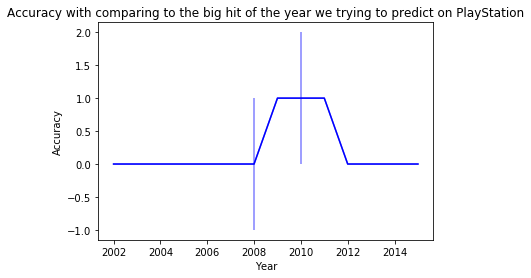 Accuracy with comparing to the big hit of the year we trying to predict on PlayStation
2.0
1.5
1.0
0.5
0.0
−0.5
−1.0
Accuracy
2002 2004 2006 2008 2010 2012 2014
Year